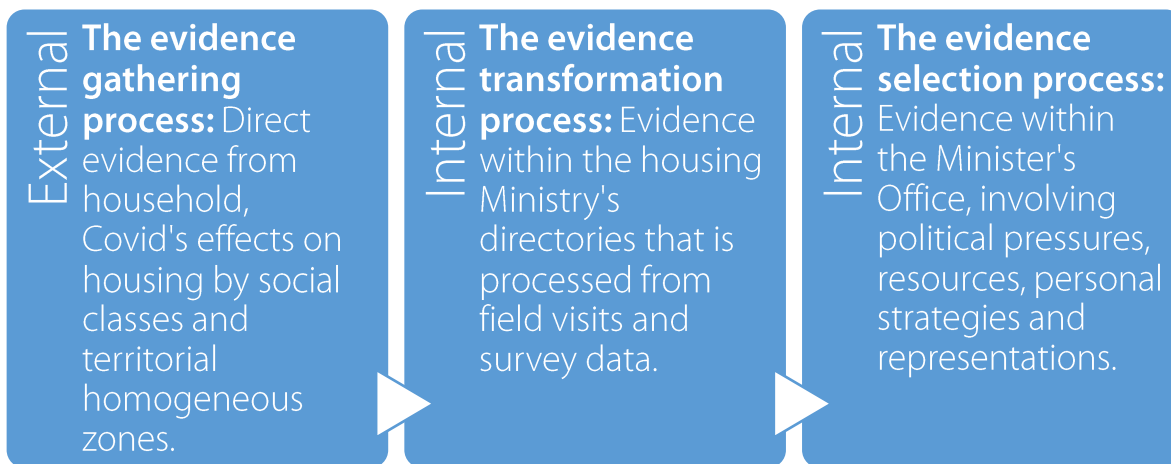 External
The evidence
gathering
process: Direct
evidence from
household,
Covid's effects on
housing by social
classes and
territorial
homogeneous
zones.
Internal
The evidence
transformation
process: Evidence
within the housing
Ministry's
directories that is
processed from
field visits and
survey data.
Internal
The evidence
selection process:
Evidence within
the Minister's
Office, involving
political pressures,
resources, personal
strategies and
representations.